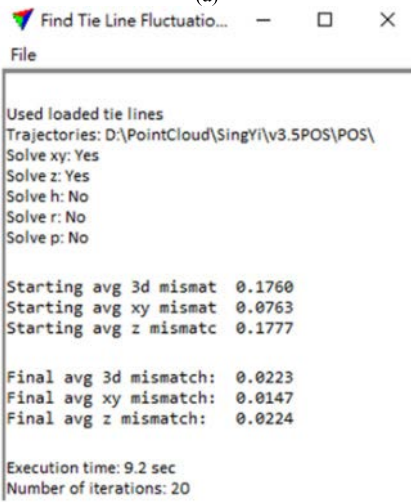 (a)
Find Tie Line Fluctuatio...
File
Used loaded tie lines
Trajectories: D:\PointCloud\SingYi\v3.5POS\POS\
Solve xy: Yes
Solve z: Yes
Solve h: No
Solve r: No
Solve p: No
Starting avg 3d mismat 0.1760
Starting avg xy mismat 0.0763
Starting avg z mismatc 0.1777
Final avg 3d mismatch: 0.0223
Final avg xy mismatch: 0.0147
Final avg z mismatch: 0.0224
Execution time: 9.2 sec
Number of iterations: 20